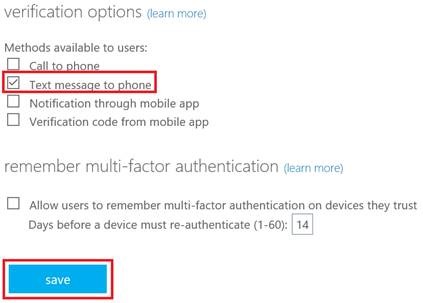 verification options (learn more)
Methods available to users:
Call to phone
Text message to phone
Notification through mobile app
Verification code from mobile app
remember multi-factor authentication (learn more)
Allow users to remember multi-factor authentication on devices they trust
Days before a device must re-authenticate (1-60): 14
save